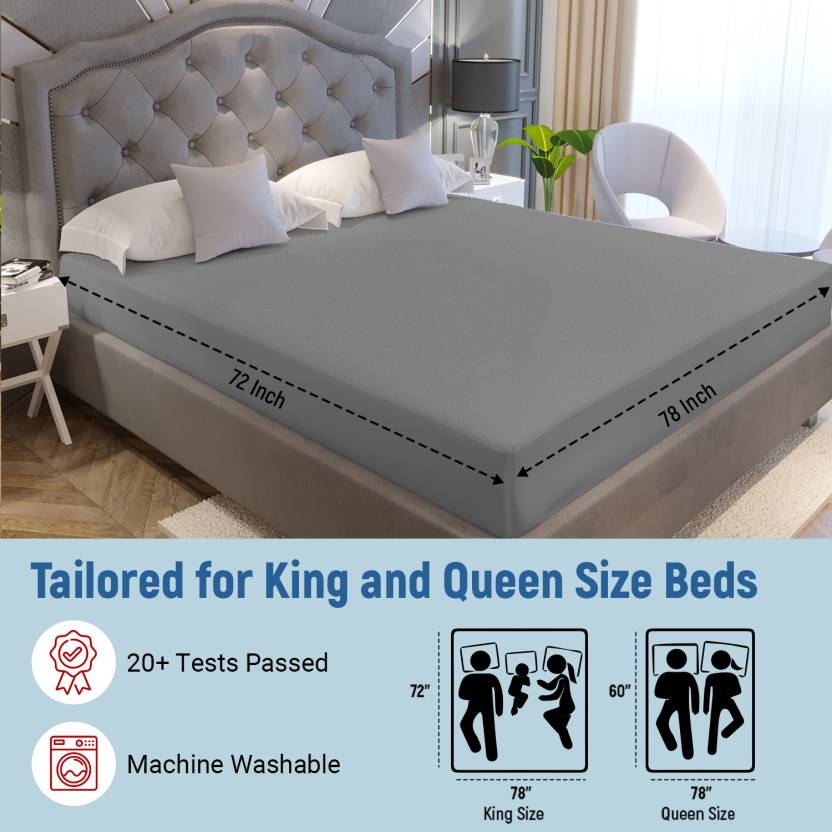 72 Inch
78 Inch
Tailored for King and Queen Size Beds
20+ Tests Passed
Machine Washable
72”
78”
King Size
60”
78”
Queen Size